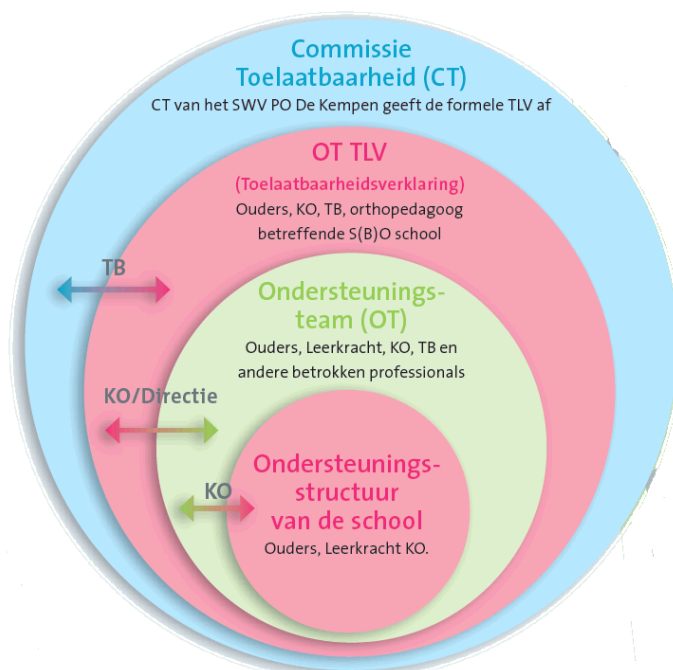 Commissie
Toelaatbaarheid (CT)
CT van het SWV PO De Kempen geeft de formele TLV af
OT TLV
(Toelaatbaarheidsverklaring)
Ouders, KO, TB, orthopedagoog
betreffende S(B)O school
TB
Ondersteunings-
team (OT)
Ouders, Leerkracht, KO, TB en
andere betrokken professionals
KO/Directie
Ondersteunings-
structuur
van de school
Ouders, Leerkracht KO.
KO